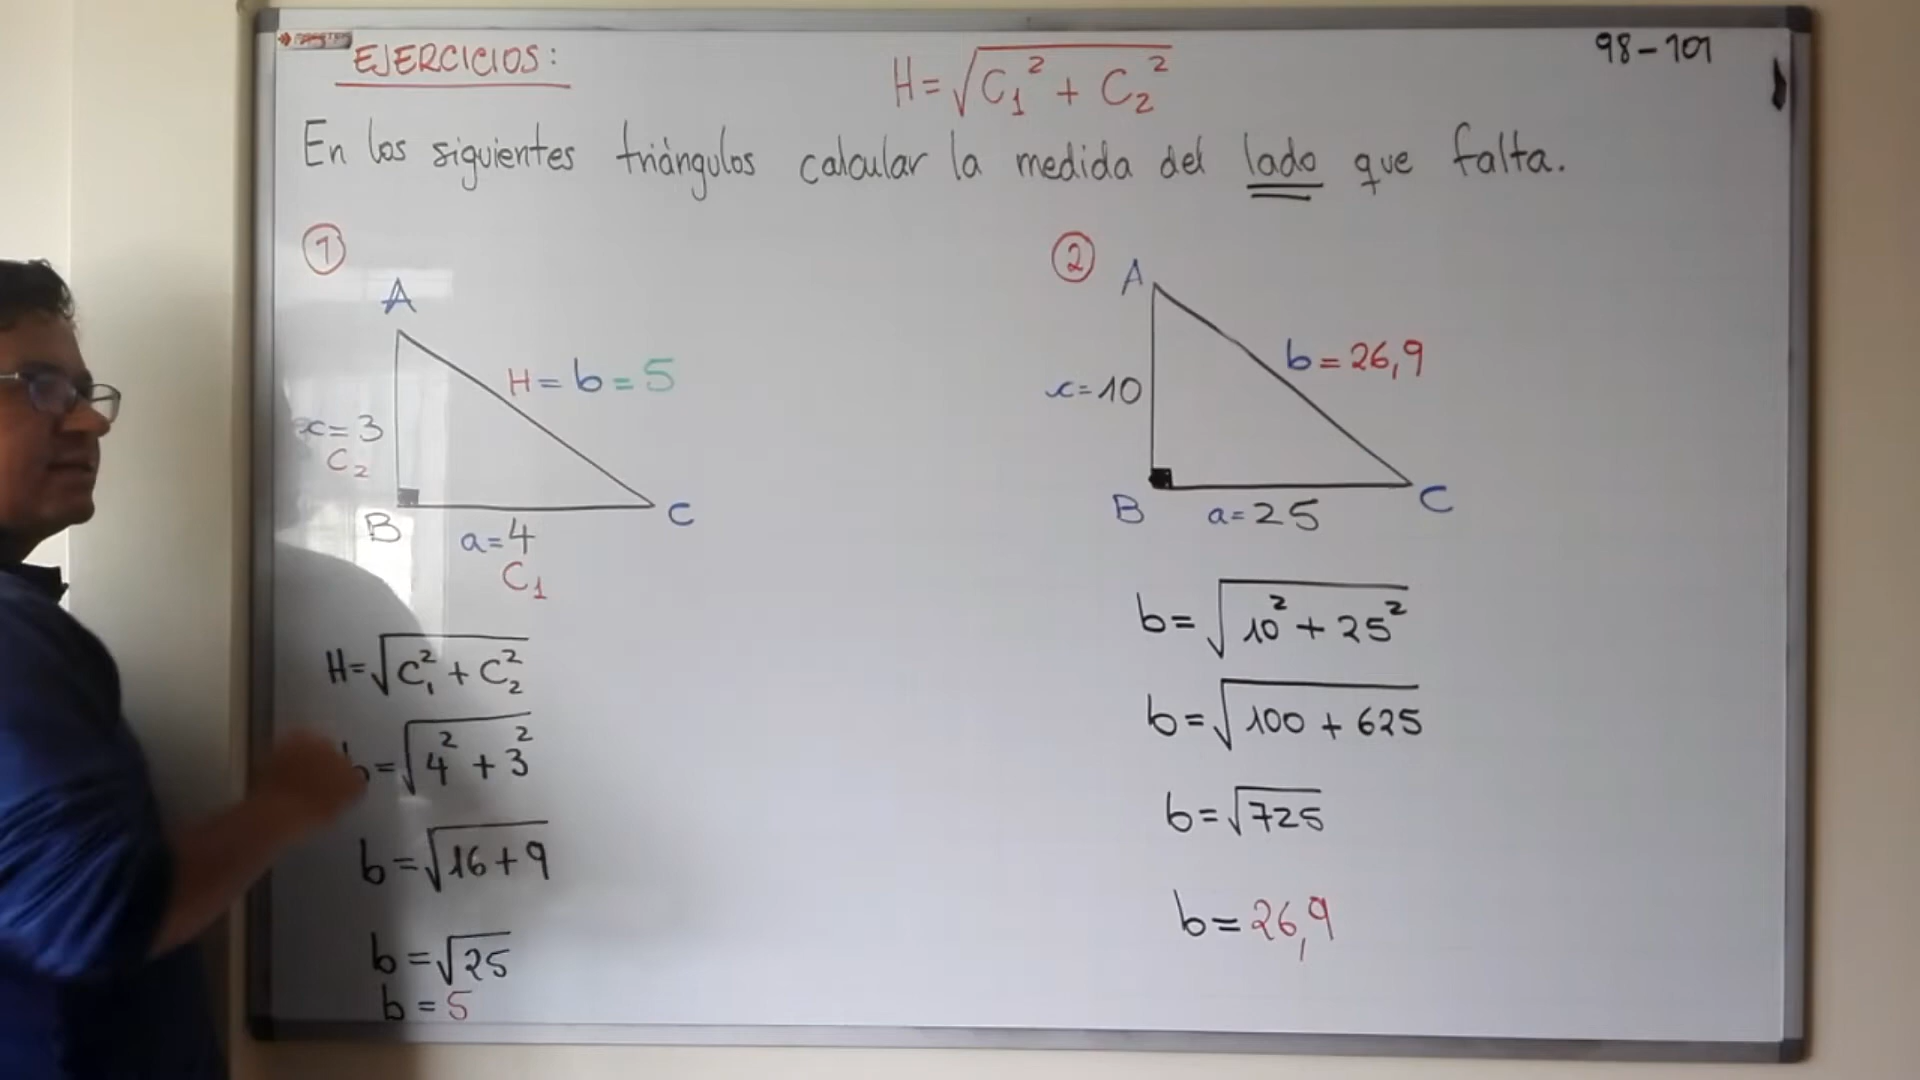 EJERCICIOS:
H=√C₁² + C₂²
98-101
En los siguientes triángulos calcular la medida del lado que falta.
1
A
H = b = 5
c=3
C₂
B
a=4
C₁
C
H=√C₁² + C₂²
b=√4² + 3²
b=√16+9
b=√25
b = 5
2
A
b=26,9
c=10
B
a=25
C
b=√10² + 25²
b=√100 + 625
b=√725
b=26,9